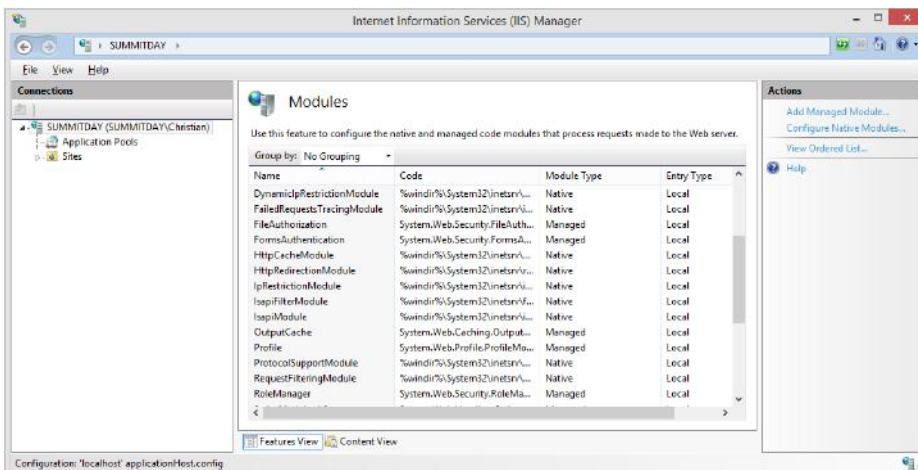 Internet Information Services (IIS) Manager
SUMMITDAY
File View Help
Connections
SUMMITDAY (SUMMITDAY\Christian)
Application Pools
Sites
Modules
Use this feature to configure the native and managed code modules that process requests made to the Web server.
Group by: No Grouping
Name Code Module Type Entry Type
DynamicIpRestrictionModule %windir%\System32\inetsrv\... Native Local
FailedRequestsTracingModule %windir%\System32\inetsrv\i... Native Local
FileAuthorization System.Web.Security.FileAuth... Managed Local
FormsAuthentication System.Web.Security.FormsA... Managed Local
HttpCacheModule %windir%\System32\inetsrv\... Native Local
HttpRedirectionModule %windir%\System32\inetsrv\r... Native Local
IpRestrictionModule %windir%\System32\inetsrv\i... Native Local
IsapiFilterModule %windir%\System32\inetsrv\f... Native Local
IsapiModule %windir%\System32\inetsrv\i... Native Local
OutputCache System.Web.Caching.Output... Managed Local
Profile System.Web.Profile.ProfileMo... Managed Local
ProtocolSupportModule %windir%\System32\inetsrv\... Native Local
RequestFilteringModule %windir%\System32\inetsrv\... Native Local
RoleManager System.Web.Security.RoleMa... Managed Local
Features View Content View
Actions
Add Managed Module...
Configure Native Modules...
View Ordered List...
Help
Configuration: 'localhost' applicationHost.config